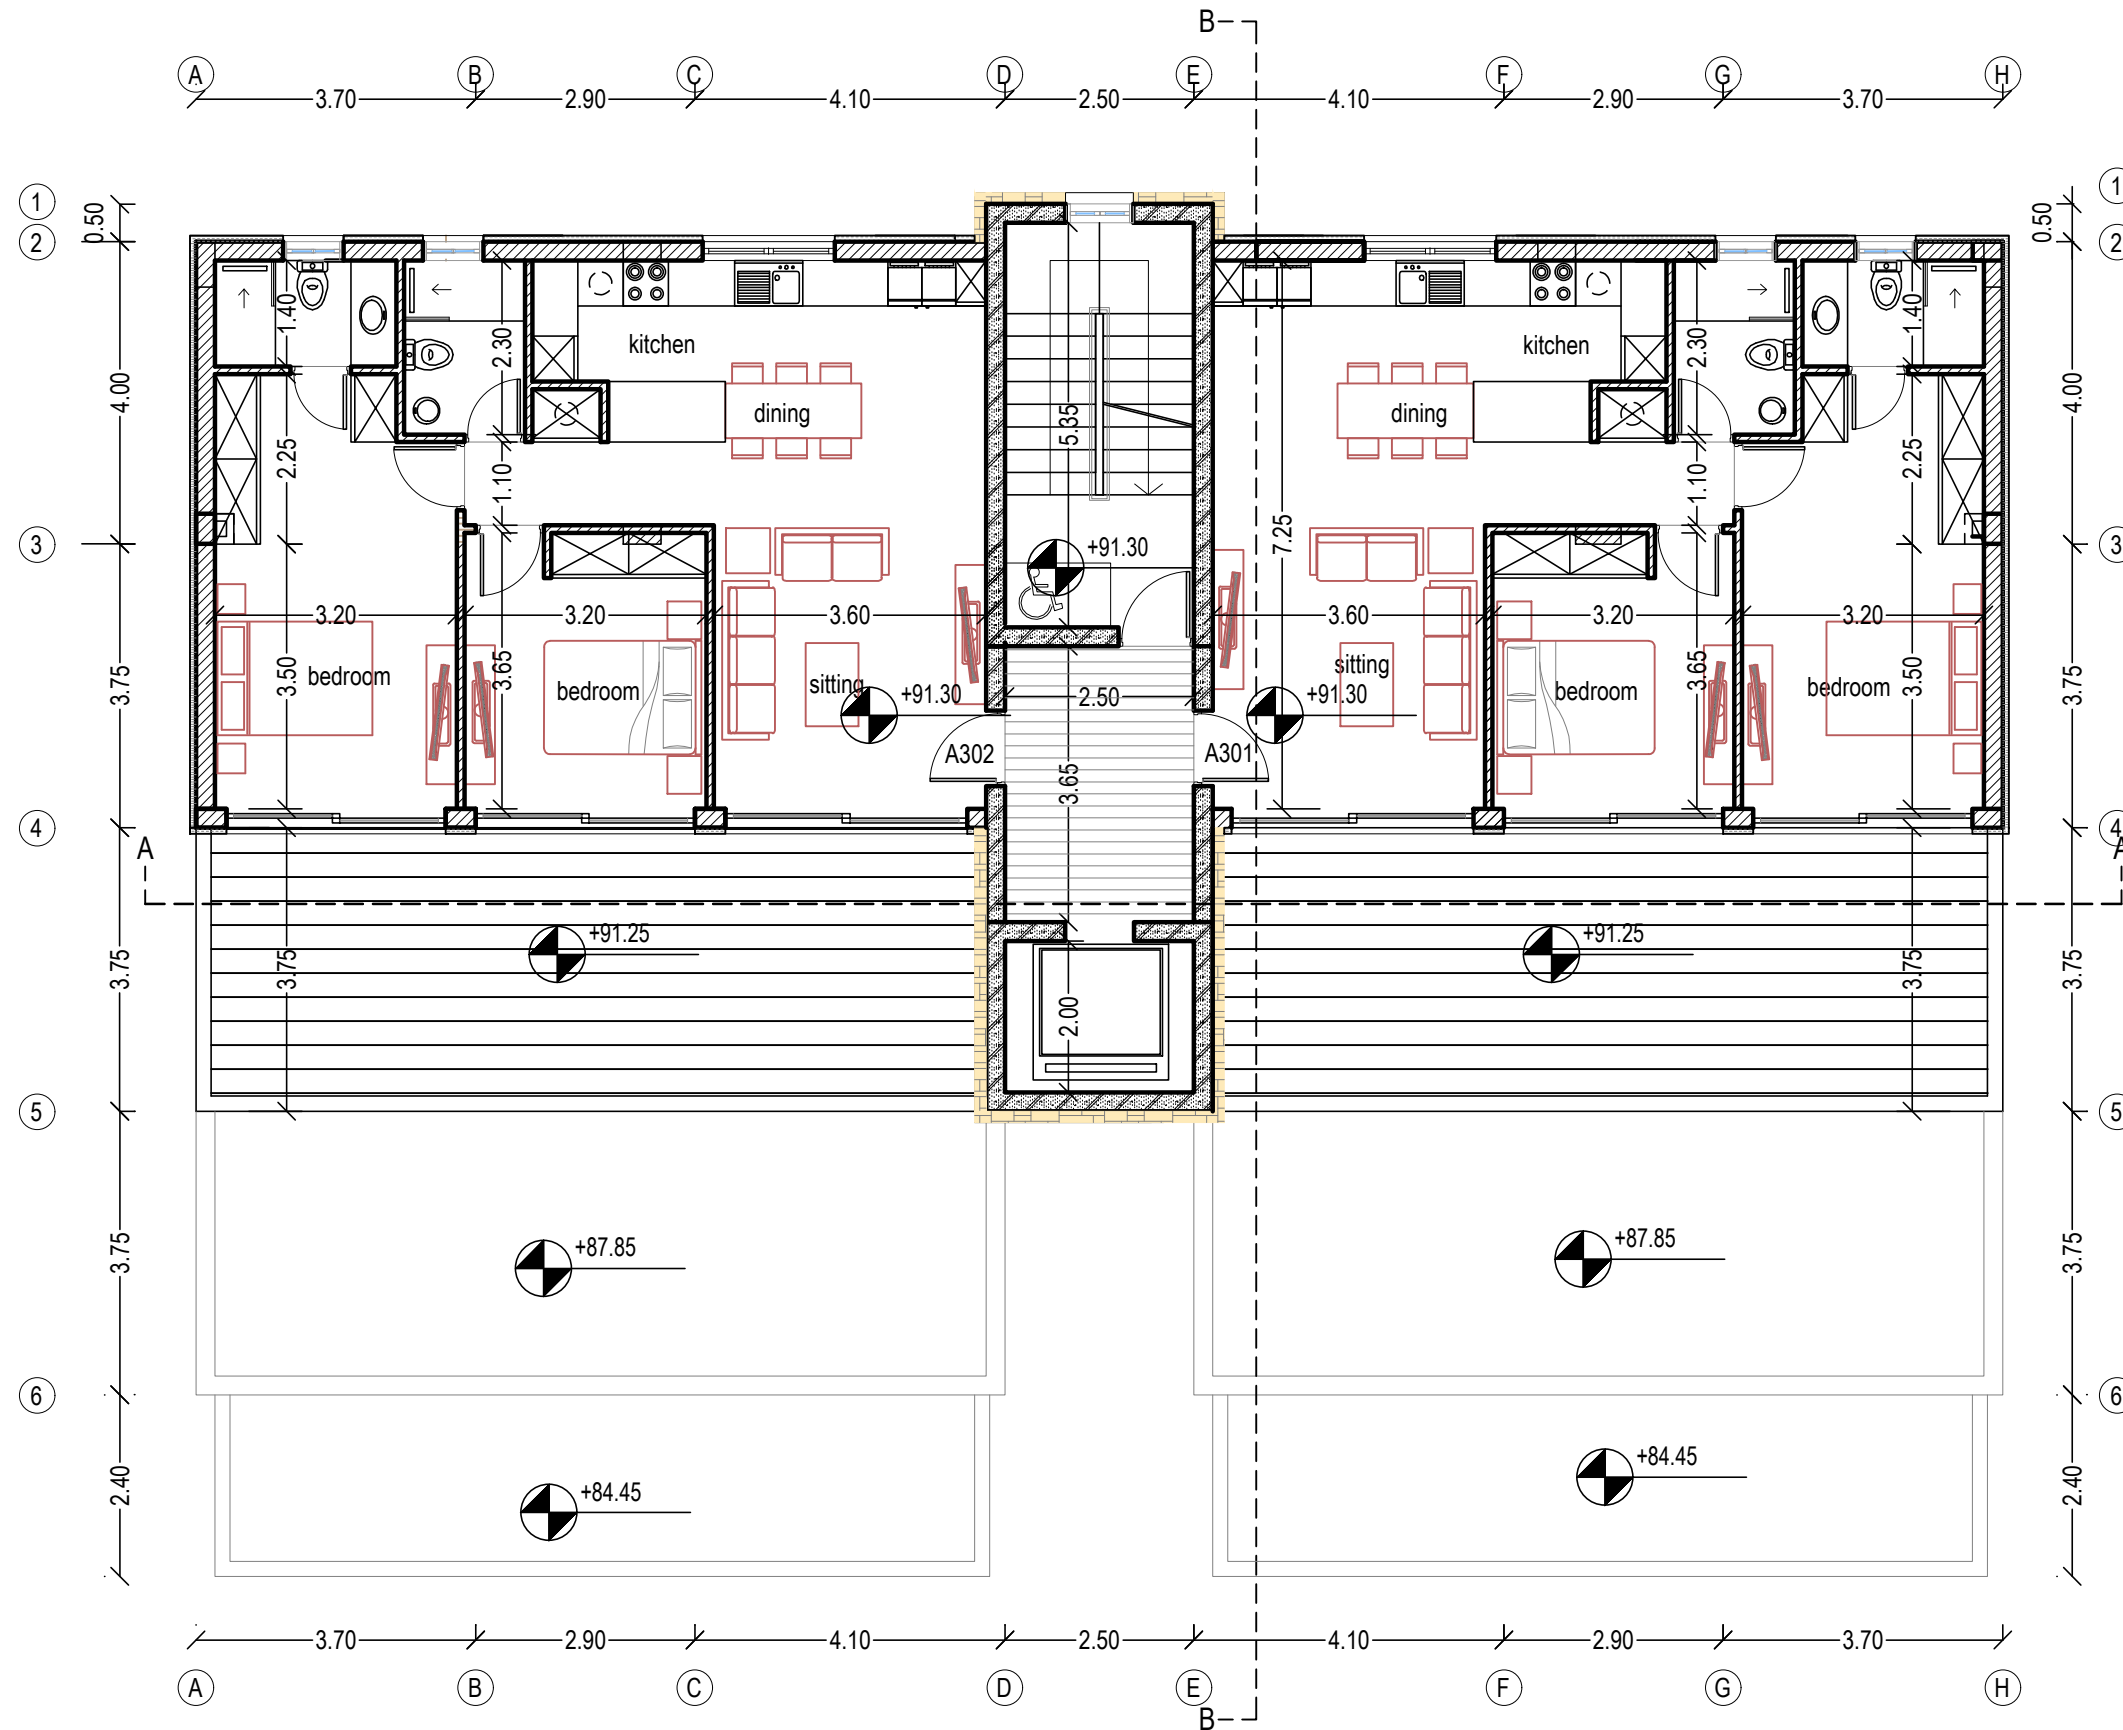 B
A B C D E F G H
3.70 2.90 4.10 2.50 4.10 2.90 3.70
1 0.50 1
2 0.50 2
1.40 2.30 kitchen kitchen 2.30 1.40
4.00 dining 5.35 dining 4.00
2.25 1.10 1.10 2.25
3 +91.30 7.25 3
3.20 3.20 3.60 3.60 3.20 3.20
3.75 3.50 bedroom 3.65 bedroom sitting +91.30 2.50 sitting +91.30 bedroom 3.65 bedroom 3.50 3.75
A302 3.65 A301
4 4
A A
3.75 3.75 +91.25 2.00 +91.25 3.75 3.75
5 5
3.75 +87.85 +87.85 3.75
6 6
2.40 +84.45 +84.45 2.40
3.70 2.90 4.10 2.50 4.10 2.90 3.70
A B C D E F G H
B